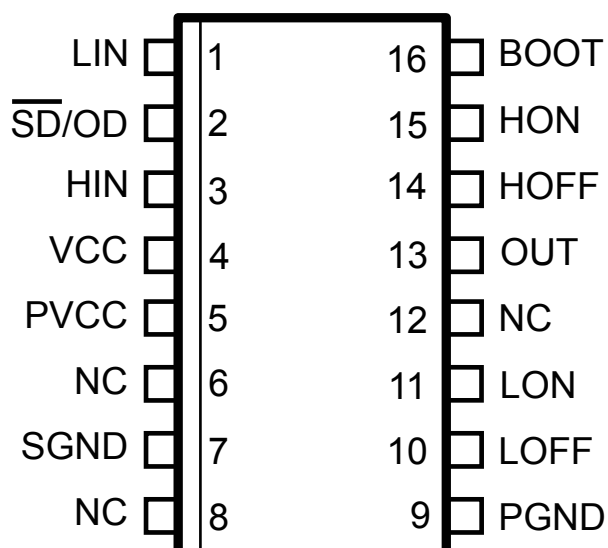 LIN 1 16 BOOT
S̅D̅/OD 2 15 HON
HIN 3 14 HOFF
VCC 4 13 OUT
PVCC 5 12 NC
NC 6 11 LON
SGND 7 10 LOFF
NC 8 9 PGND